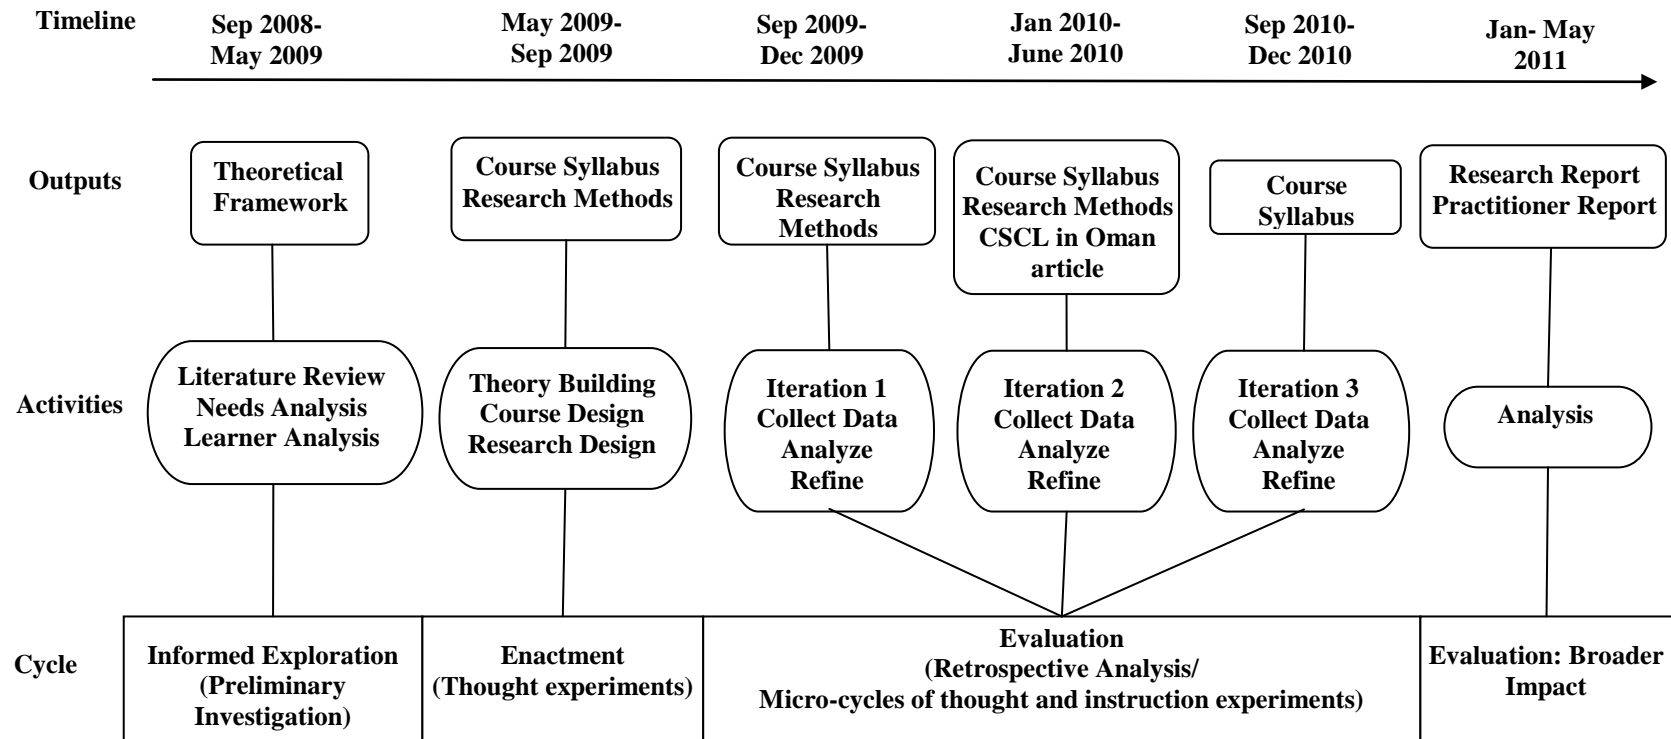 Timeline
Sep 2008-
May 2009
May 2009-
Sep 2009
Sep 2009-
Dec 2009
Jan 2010-
June 2010
Sep 2010-
Dec 2010
Jan- May
2011
Outputs
Theoretical
Framework
Course Syllabus
Research Methods
Course Syllabus
Research
Methods
Course Syllabus
Research Methods
CSCL in Oman
article
Course
Syllabus
Research Report
Practitioner Report
Activities
Literature Review
Needs Analysis
Learner Analysis
Theory Building
Course Design
Research Design
Iteration 1
Collect Data
Analyze
Refine
Iteration 2
Collect Data
Analyze
Refine
Iteration 3
Collect Data
Analyze
Refine
Analysis
Cycle
Informed Exploration
(Preliminary
Investigation)
Enactment
(Thought experiments)
Evaluation
(Retrospective Analysis/
Micro-cycles of thought and instruction experiments)
Evaluation: Broader
Impact